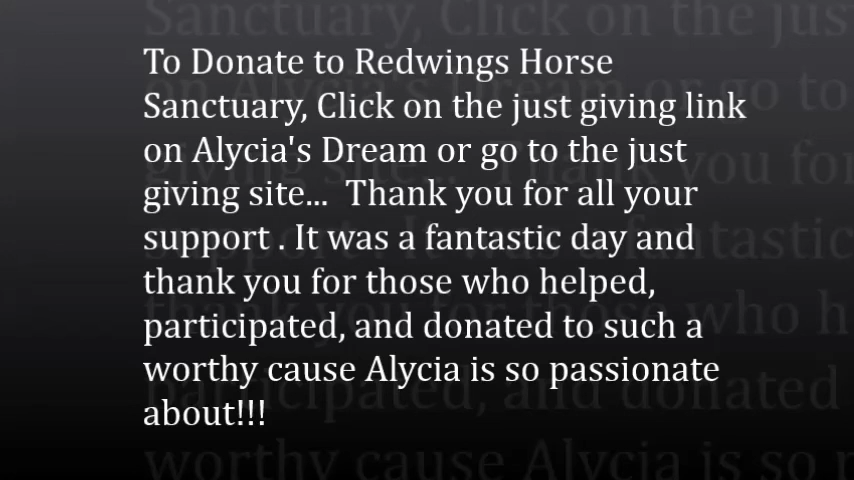 To Donate to Redwings Horse
Sanctuary, Click on the just giving link
on Alycia's Dream or go to the just
giving site...  Thank you for all your
support . It was a fantastic day and
thank you for those who helped,
participated, and donated to such a
worthy cause Alycia is so passionate
about!!!